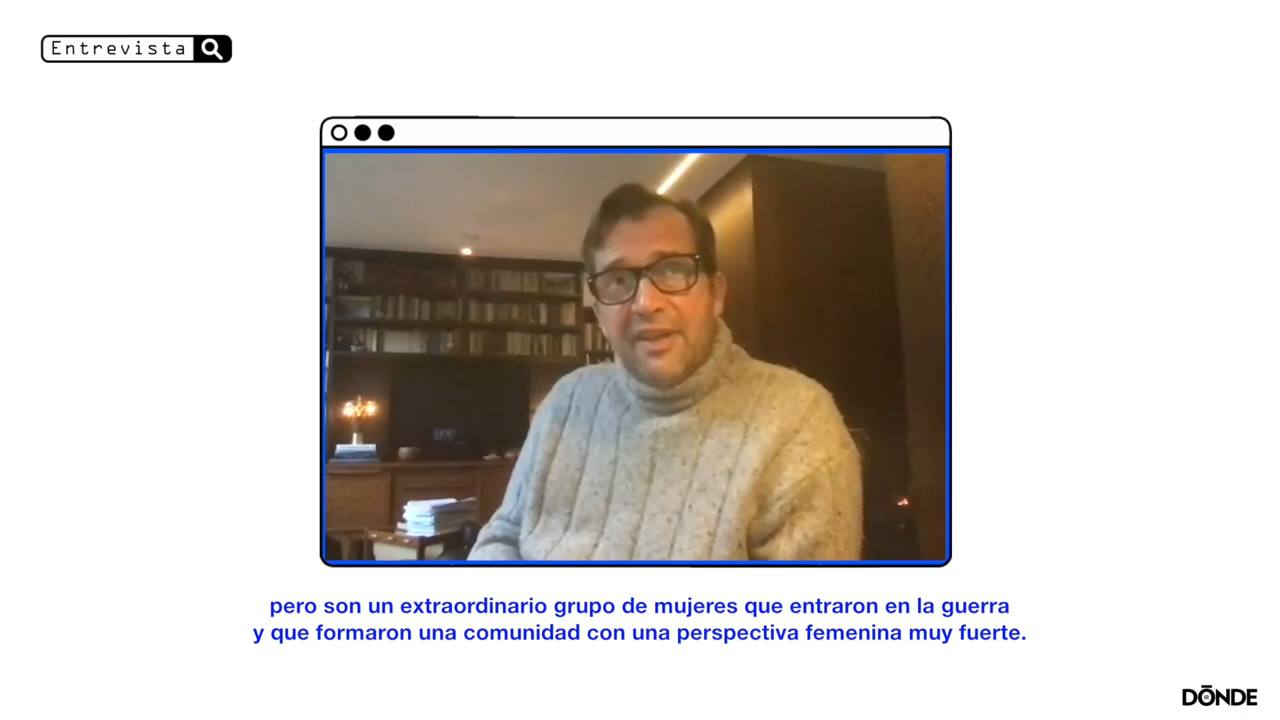 Entrevista
pero son un extraordinario grupo de mujeres que entraron en la guerra
y que formaron una comunidad con una perspectiva femenina muy fuerte.
DŌNDE
IR